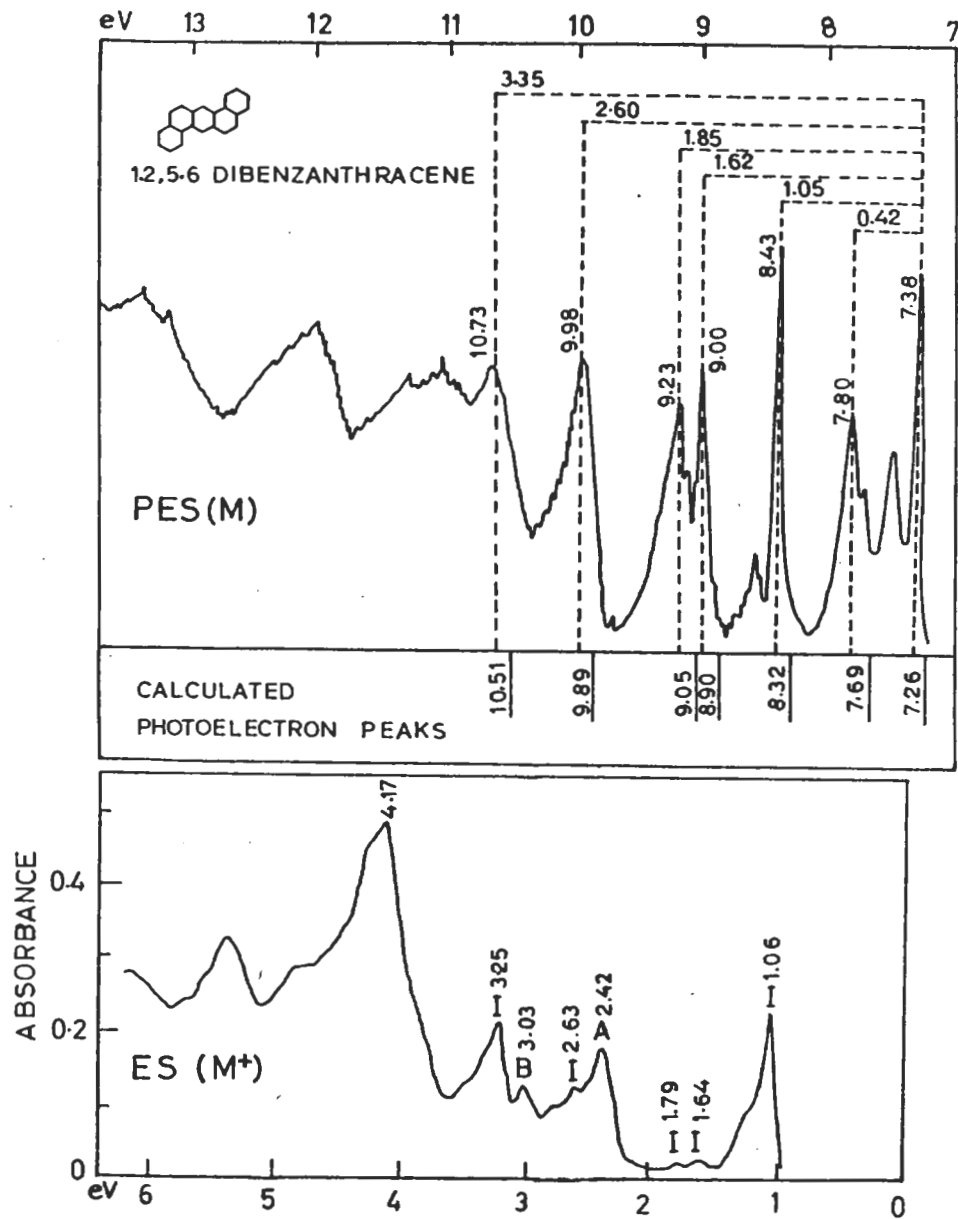 eV 13 12 11 10 9 8 7
3·35
2·60
1·85
1·62
1·05
0·42
1·2,5·6 DIBENZANTHRACENE
10·73
9·98
9·23
9·00
8·43
7·80
7·38
PES(M)
CALCULATED
PHOTOELECTRON PEAKS
10·51
9·89
9·05
8·90
8·32
7·69
7·26
ABSORBANCE
0·4
0·2
0
4·17
I 3·25
B 3·03
I 2·63
A 2·42
I 1·79
I 1·64
I 1·06
ES (M+)
eV 6 5 4 3 2 1 0